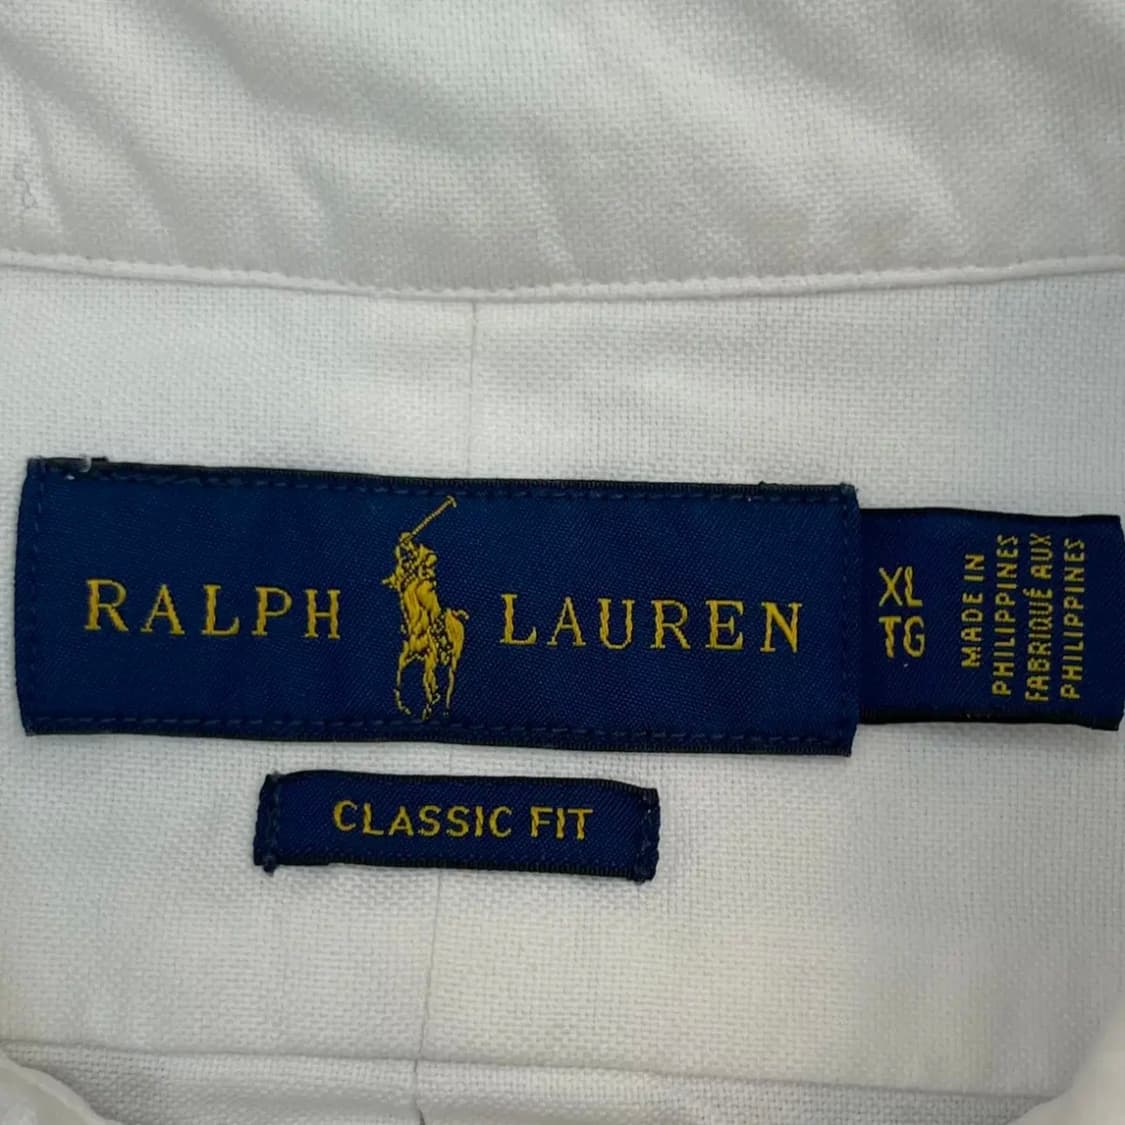 RALPH LAUREN
XL
TG
MADE IN
PHILIPPINES
FABRIQUÉ AUX
PHILIPPINES
CLASSIC FIT